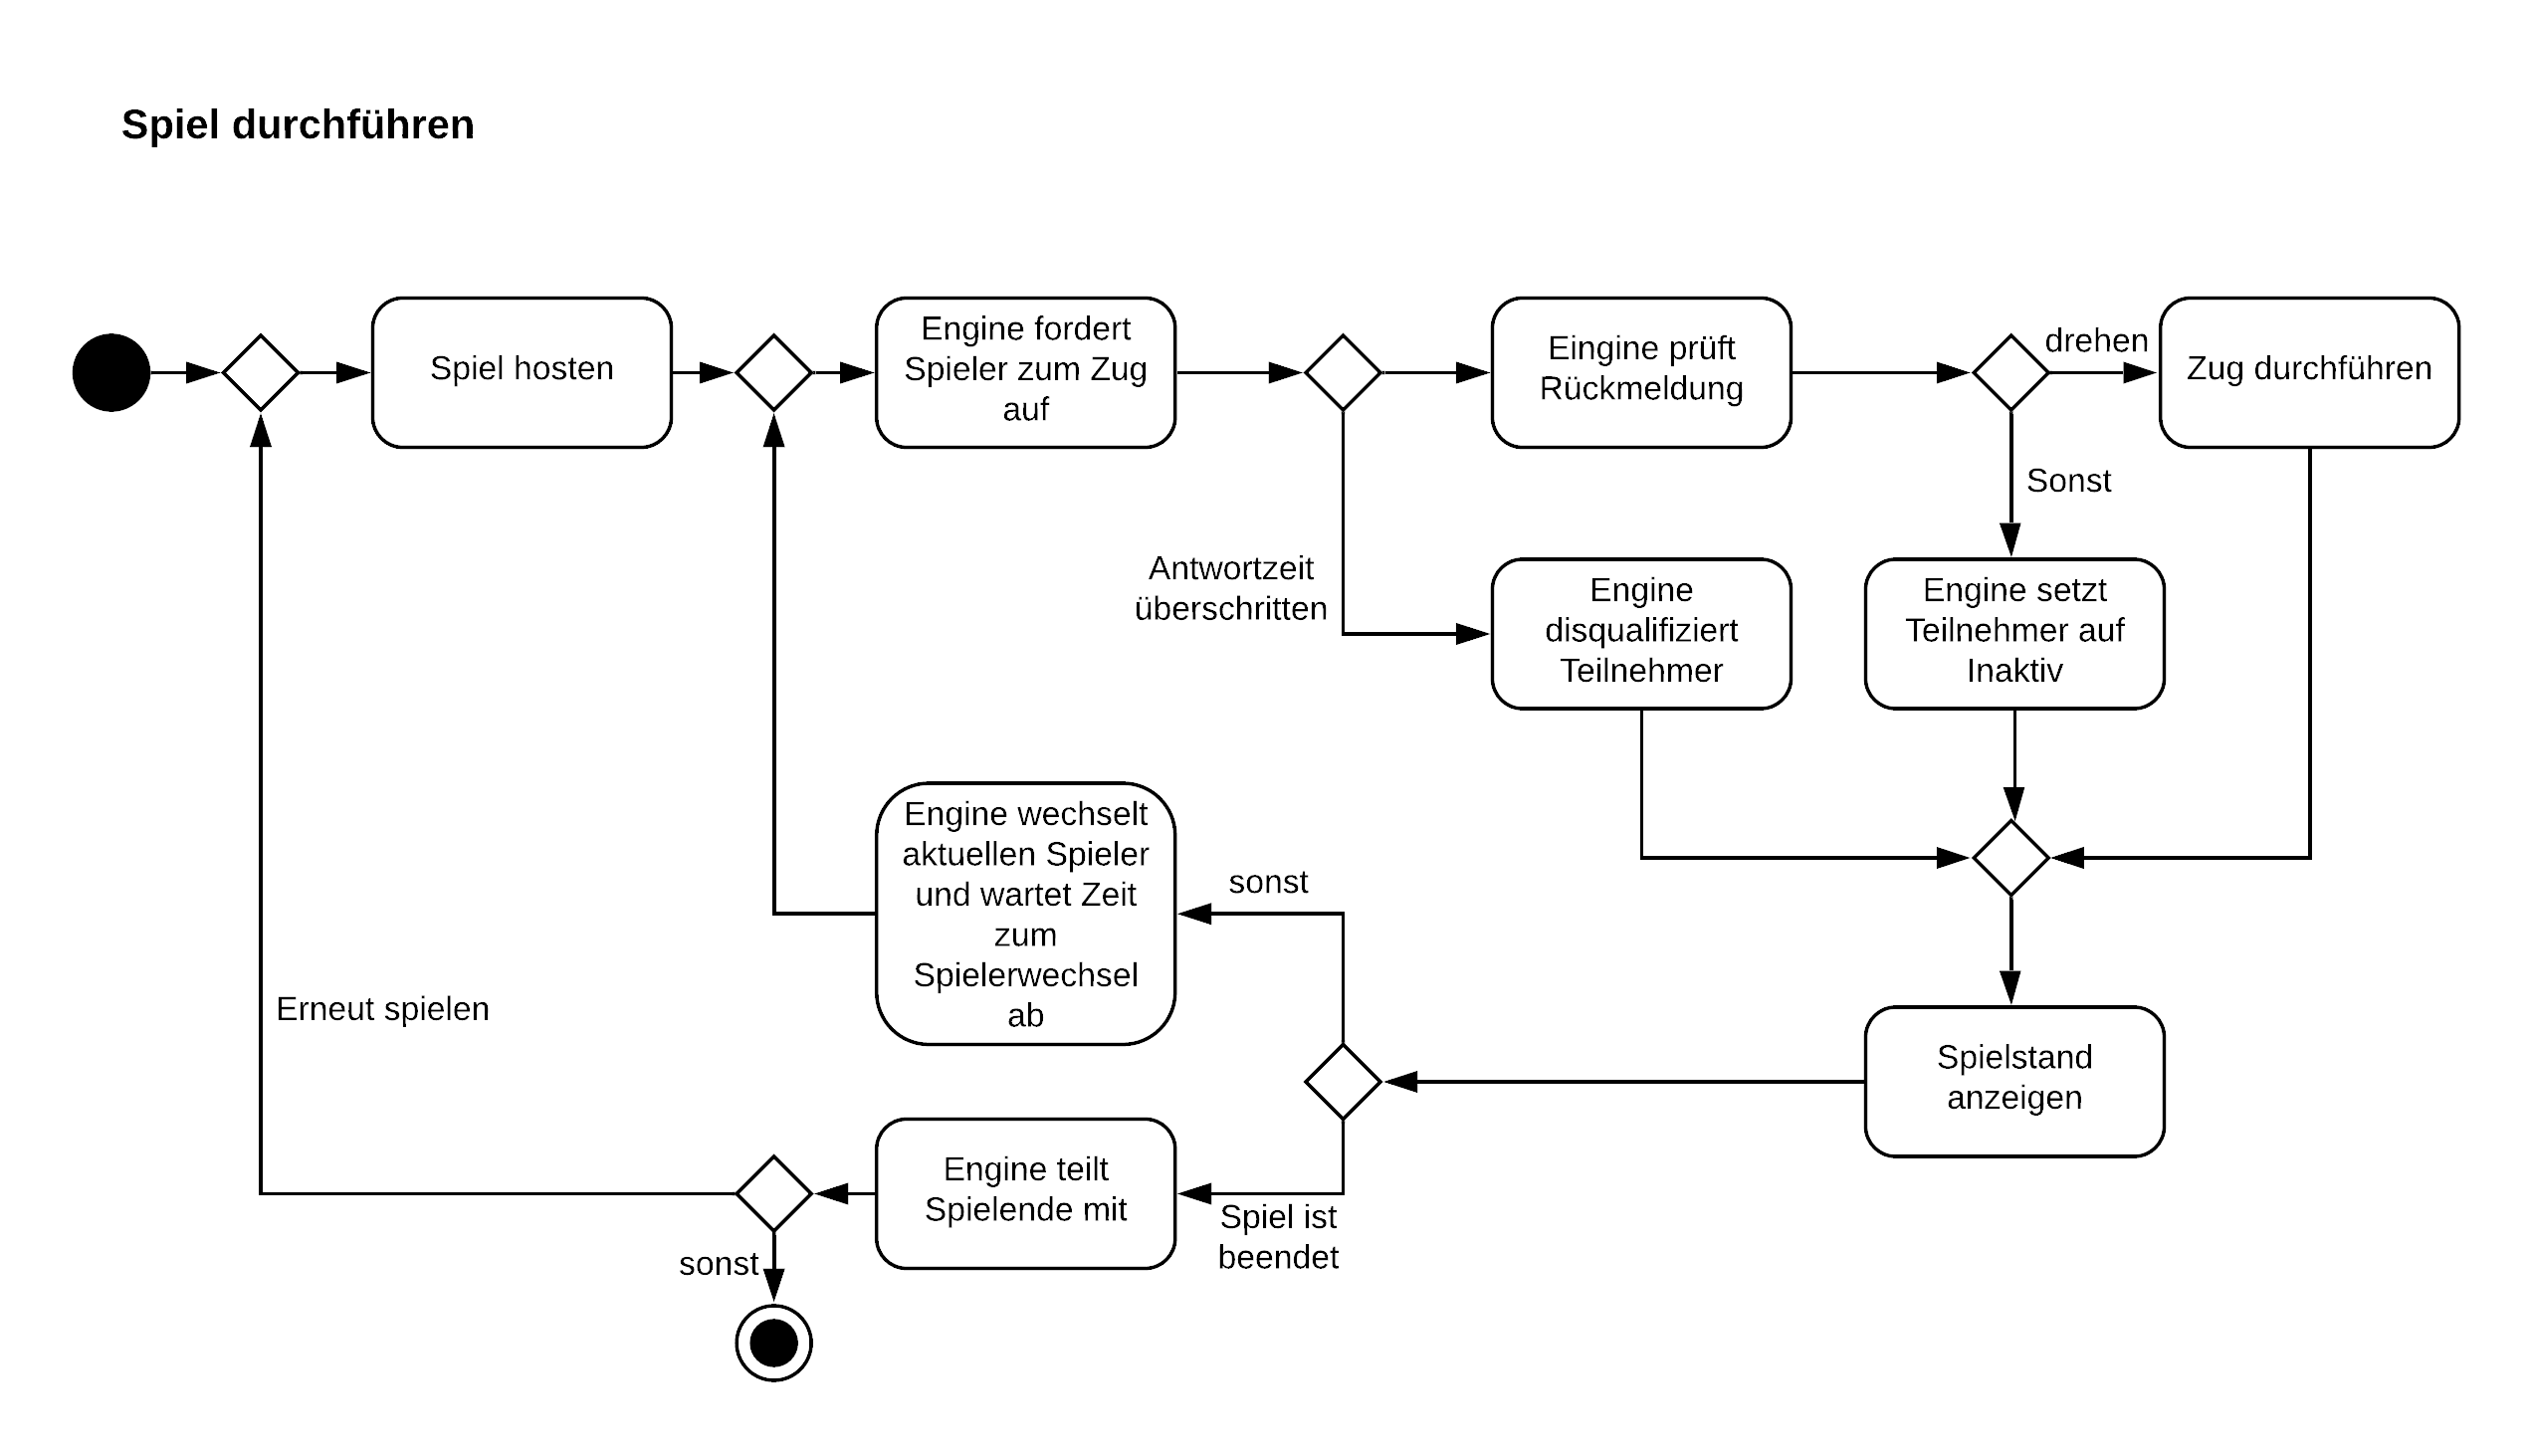 Spiel durchführen
Spiel hosten
Engine fordert
Spieler zum Zug
auf
Eingine prüft
Rückmeldung
drehen
Zug durchführen
Sonst
Antwortzeit
überschritten
Engine
disqualifiziert
Teilnehmer
Engine setzt
Teilnehmer auf
Inaktiv
Engine wechselt
aktuellen Spieler
und wartet Zeit
zum
Spielerwechsel
ab
sonst
Erneut spielen
Spielstand
anzeigen
Engine teilt
Spielende mit
Spiel ist
beendet
sonst